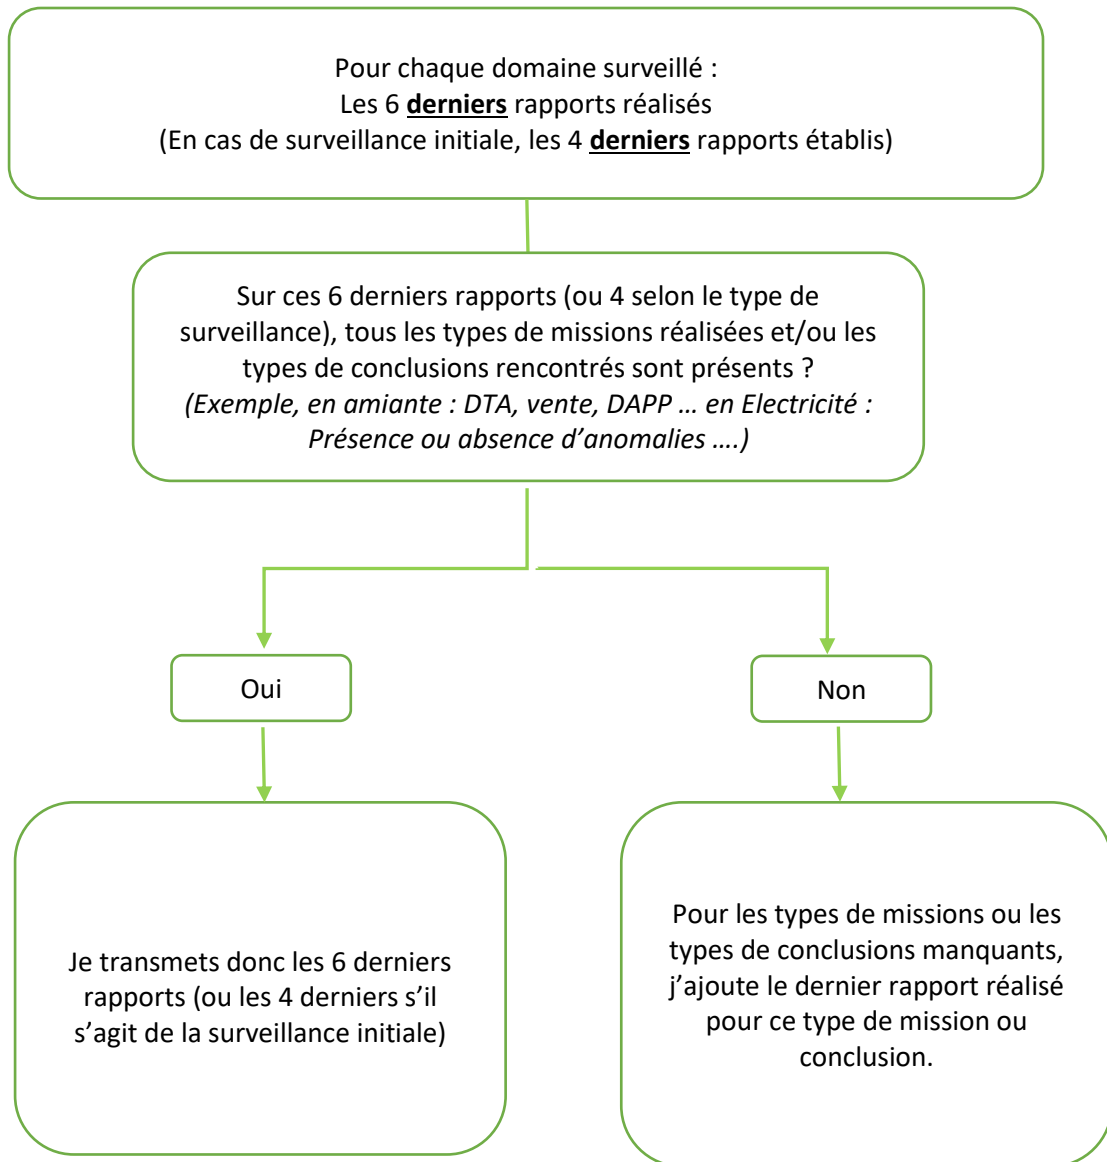 Pour chaque domaine surveillé :
Les 6 derniers rapports réalisés
(En cas de surveillance initiale, les 4 derniers rapports établis)
Sur ces 6 derniers rapports (ou 4 selon le type de
surveillance), tous les types de missions réalisées et/ou les
types de conclusions rencontrés sont présents ?
(Exemple, en amiante : DTA, vente, DAPP … en Electricité :
Présence ou absence d’anomalies ….)
Oui
Non
Je transmets donc les 6 derniers
rapports (ou les 4 derniers s’il
s’agit de la surveillance initiale)
Pour les types de missions ou les
types de conclusions manquants,
j’ajoute le dernier rapport réalisé
pour ce type de mission ou
conclusion.